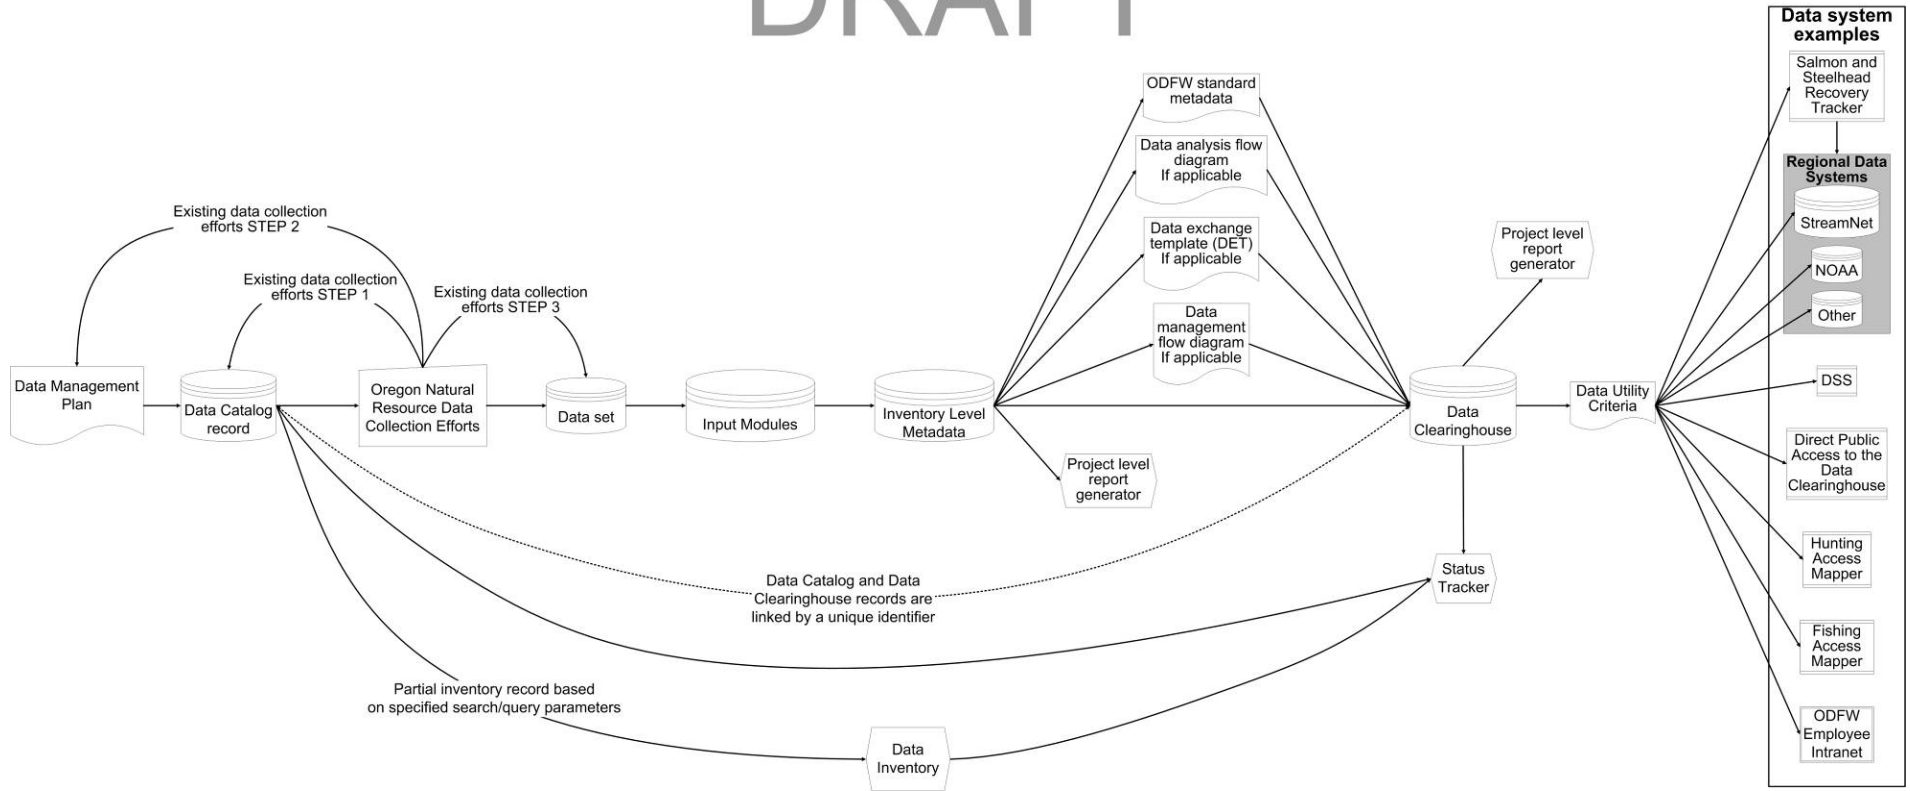 DRAFT
Data system
examples
Salmon and
Steelhead
Recovery
Tracker
Regional Data
Systems
StreamNet
NOAA
Other
DSS
Direct Public
Access to the
Data
Clearinghouse
Hunting
Access
Mapper
Fishing
Access
Mapper
ODFW
Employee
Intranet
ODFW standard
metadata
Data analysis flow
diagram
If applicable
Data exchange
template (DET)
If applicable
Data
management
flow diagram
If applicable
Project level
report
generator
Existing data collection
efforts STEP 2
Existing data collection
efforts STEP 1
Existing data collection
efforts STEP 3
Data Management
Plan
Data Catalog
record
Oregon Natural
Resource Data
Collection Efforts
Data set
Input Modules
Inventory Level
Metadata
Data
Clearinghouse
Data Utility
Criteria
Project level
report
generator
Status
Tracker
Data Catalog and Data
Clearinghouse records are
linked by a unique identifier
Partial inventory record based
on specified search/query parameters
Data
Inventory